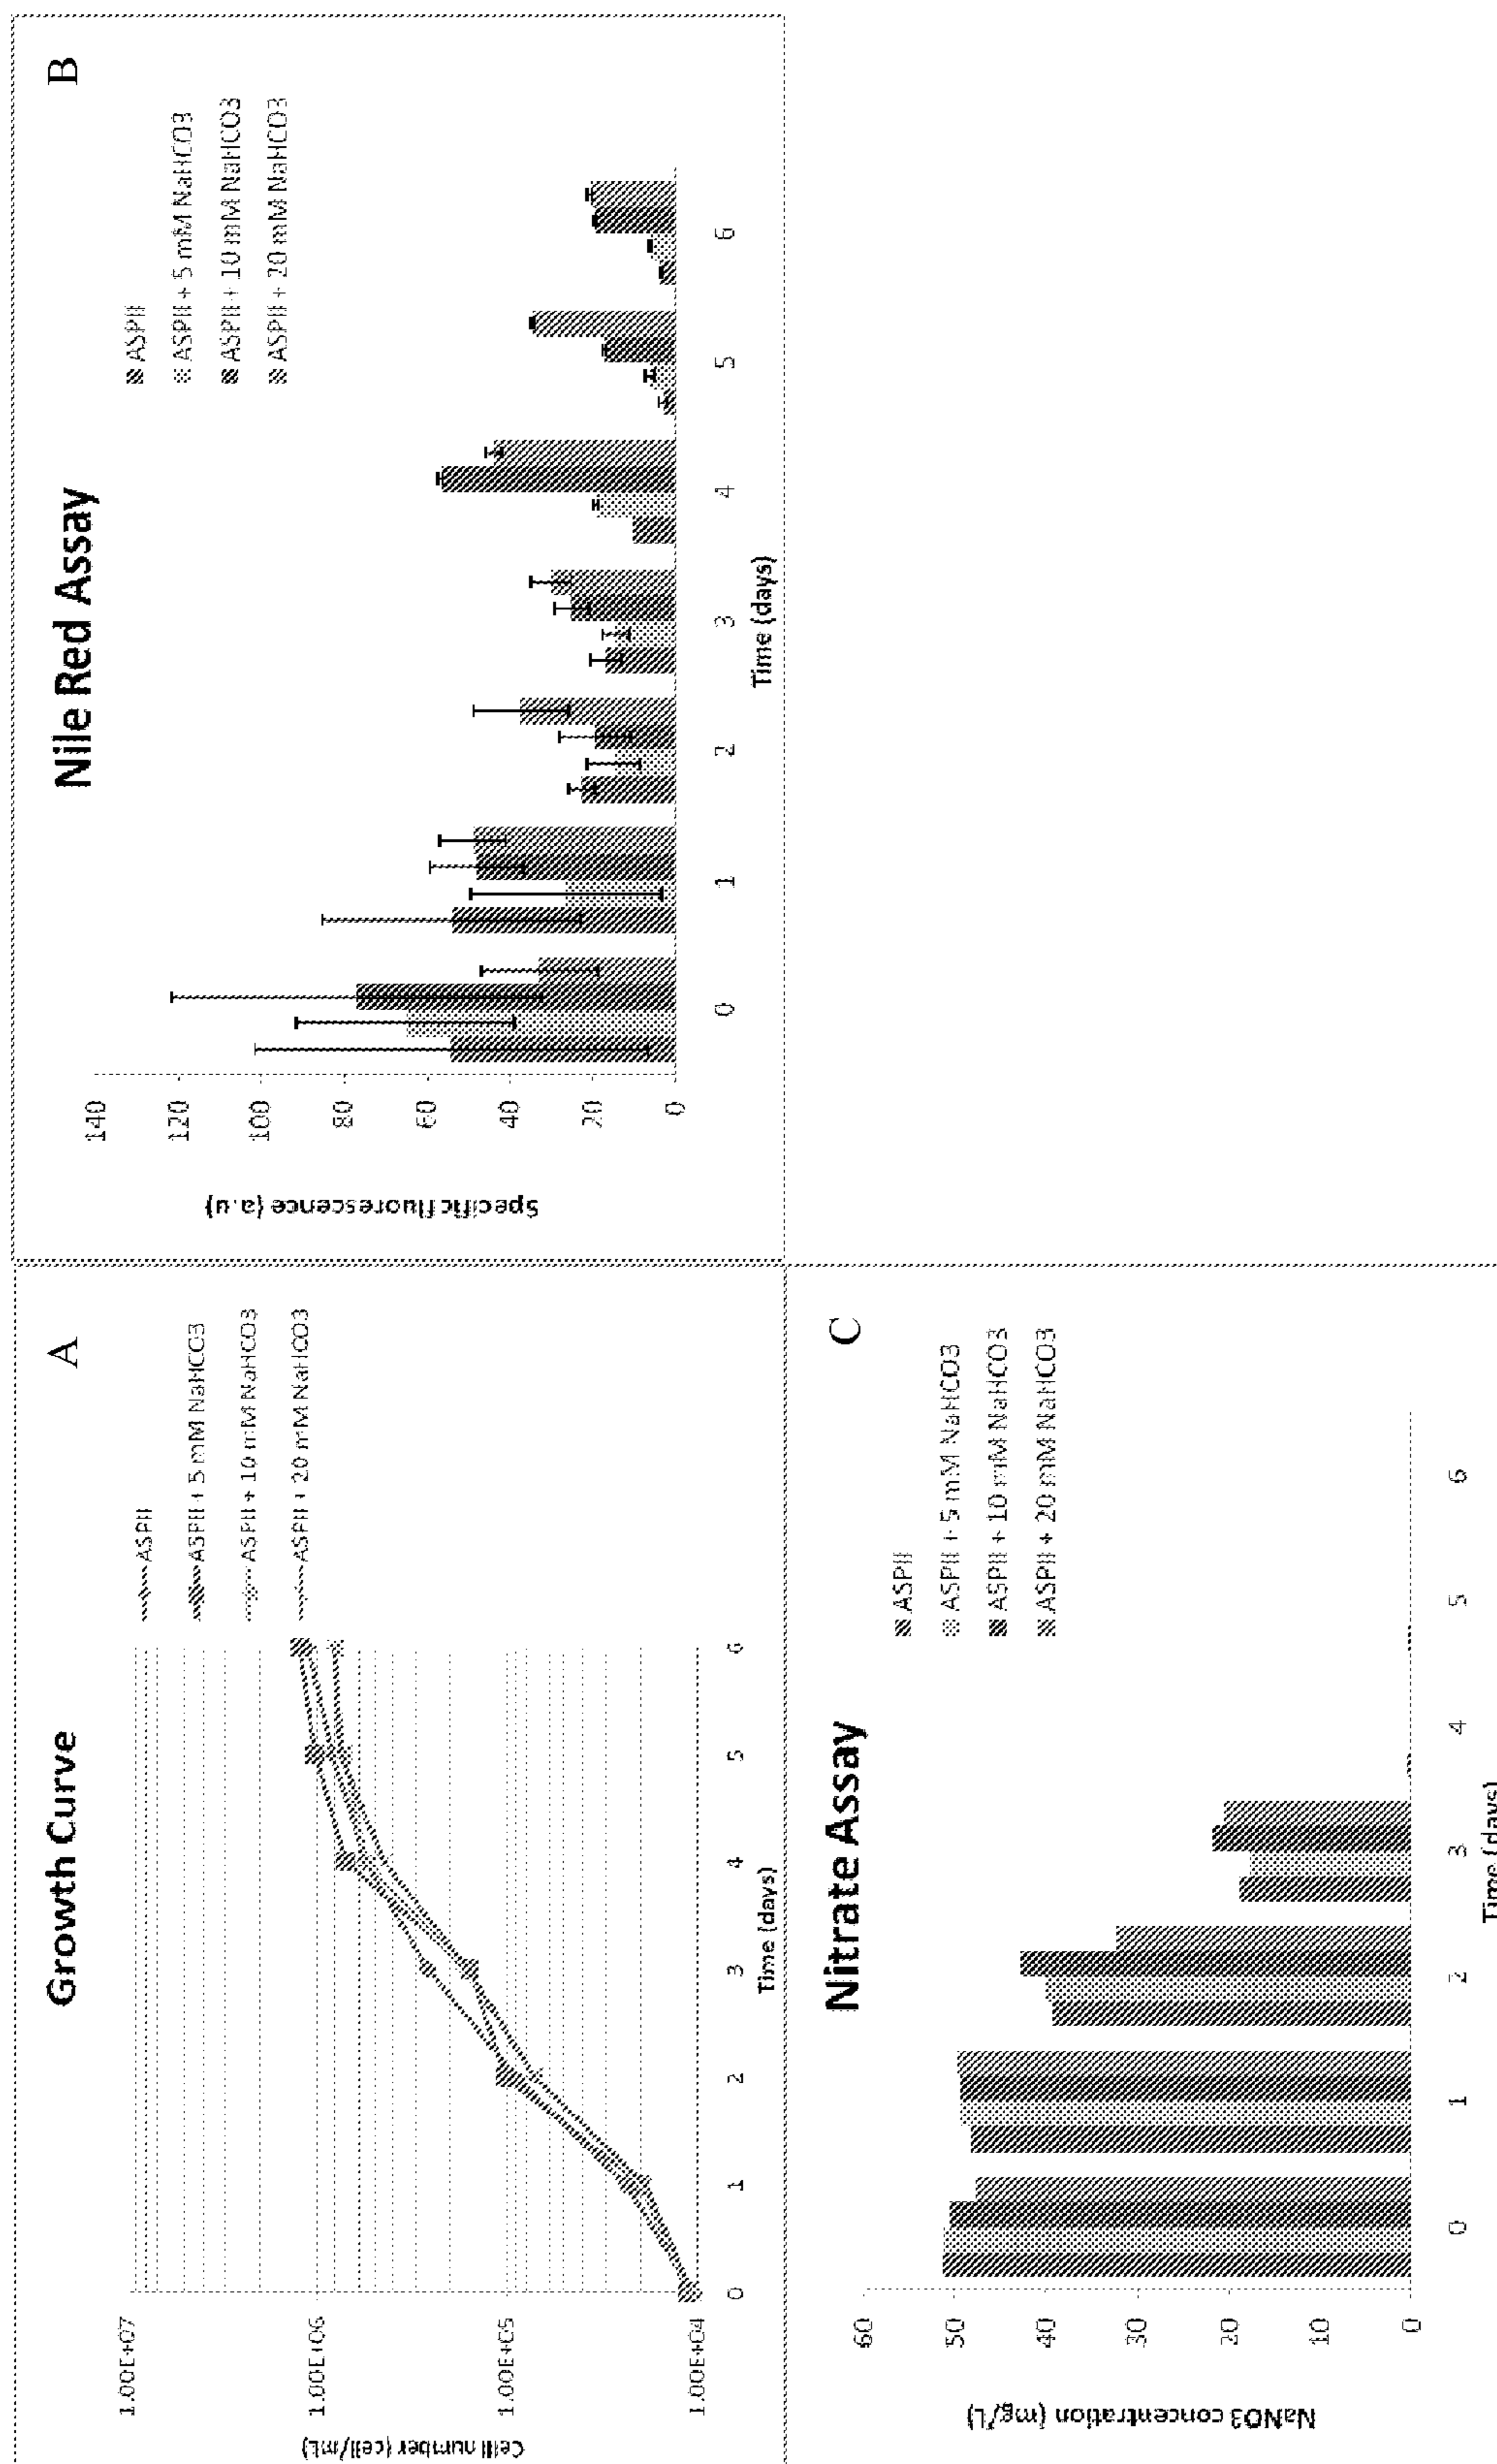 Growth Curve
A
ASPII
ASPII + 5 mM NaHCO3
ASPII + 10 mM NaHCO3
ASPII + 20 mM NaHCO3
Cell number (cell/mL)
1.00E+07
1.00E+06
1.00E+05
1.00E+04
0 1 2 3 4 5 6
Time (days)
Nile Red Assay
B
ASPII
ASPII + 5 mM NaHCO3
ASPII + 10 mM NaHCO3
ASPII + 20 mM NaHCO3
Specific fluorescence (a.u)
140
120
100
80
60
40
20
0
0 1 2 3 4 5 6
Time (days)
Nitrate Assay
C
ASPII
ASPII + 5 mM NaHCO3
ASPII + 10 mM NaHCO3
ASPII + 20 mM NaHCO3
NaNO3 concentration (mg/L)
60
50
40
30
20
10
0
0 1 2 3 4 5 6
Time (days)